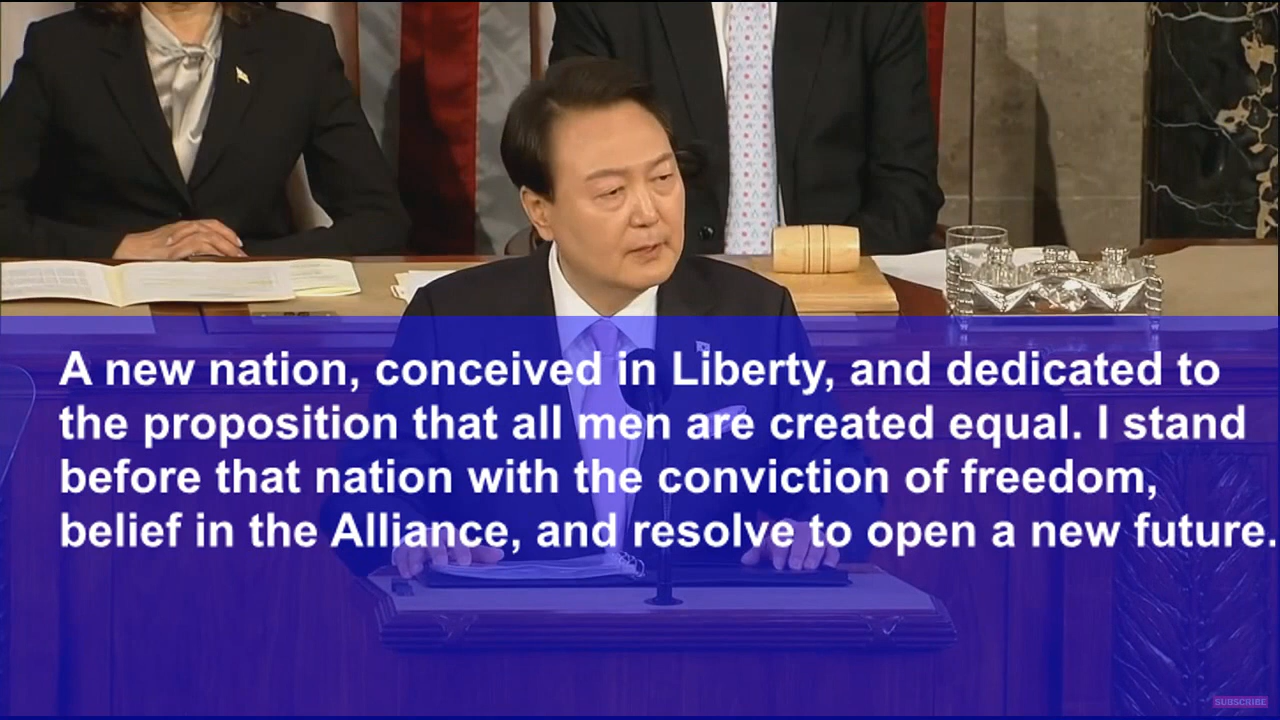 A new nation, conceived in Liberty, and dedicated to
the proposition that all men are created equal. I stand
before that nation with the conviction of freedom,
belief in the Alliance, and resolve to open a new future.
SUBSCRIBE